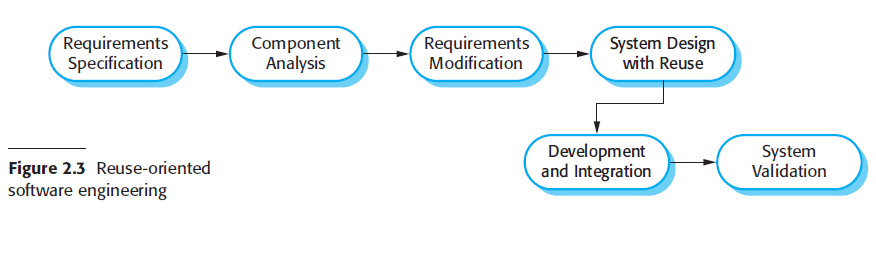 Requirements
Specification
Component
Analysis
Requirements
Modification
System Design
with Reuse
Development
and Integration
System
Validation
Figure 2.3 Reuse-oriented
software engineering